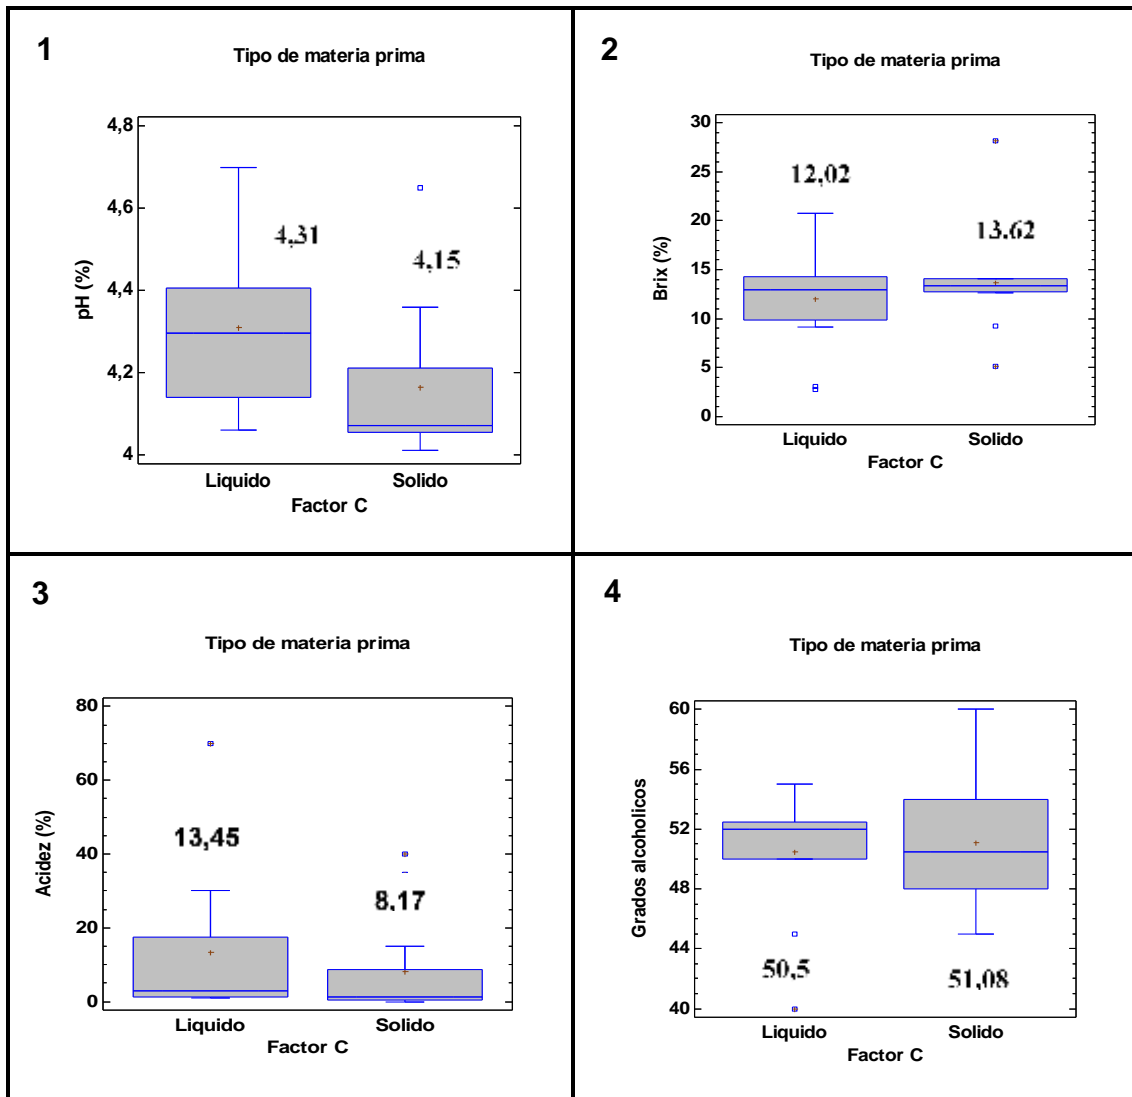 1
Tipo de materia prima
4,8
4,6
4,4
4,2
4
pH (%)
4,31
4,15
Liquido Solido
Factor C
2
Tipo de materia prima
30
25
20
15
10
5
0
Brix (%)
12,02
13.62
Liquido Solido
Factor C
3
Tipo de materia prima
80
60
40
20
0
Acidez (%)
13,45
8,17
Liquido Solido
Factor C
4
Tipo de materia prima
60
56
52
48
44
40
Grados alcoholicos
50,5
51,08
Liquido Solido
Factor C